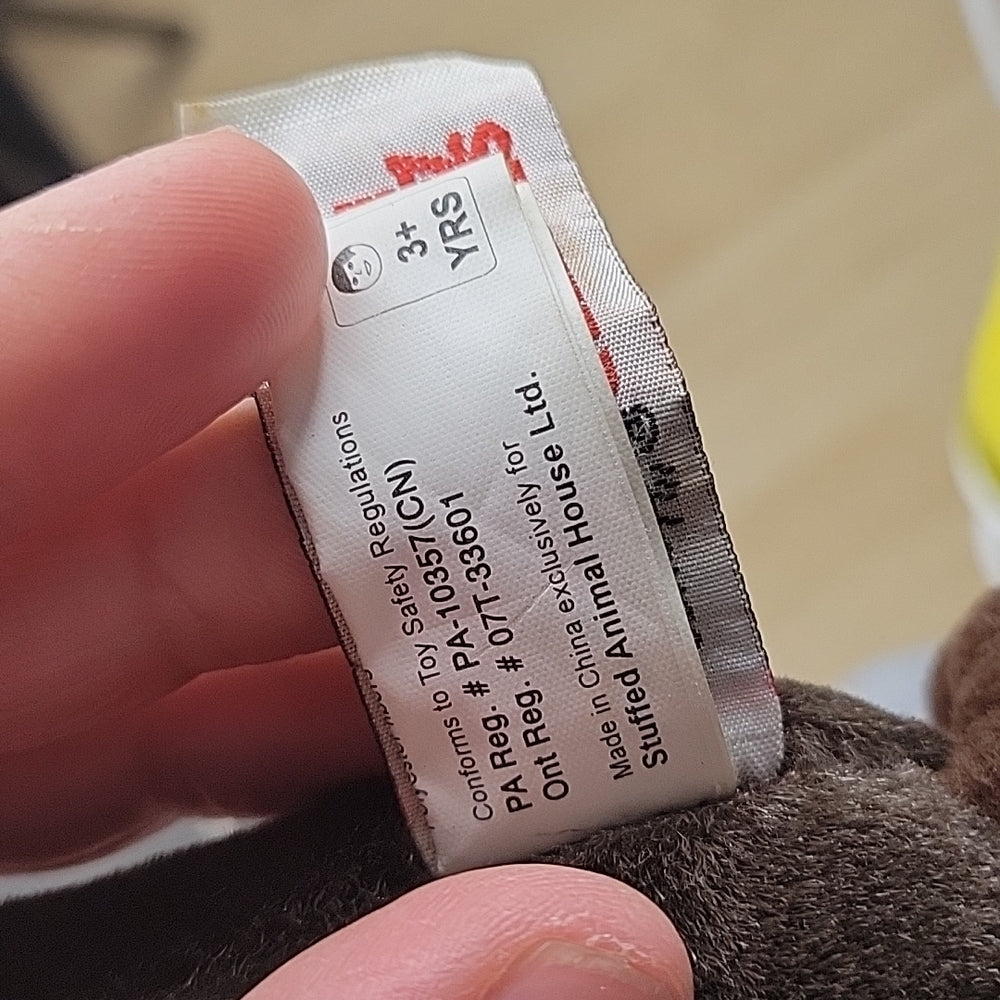 3+
YRS
Conforms to Toy Safety Regulations
PA Reg. # PA-10357(CN)
Ont Reg. # 07T-33601
Made in China exclusively for
Stuffed Animal House Ltd.